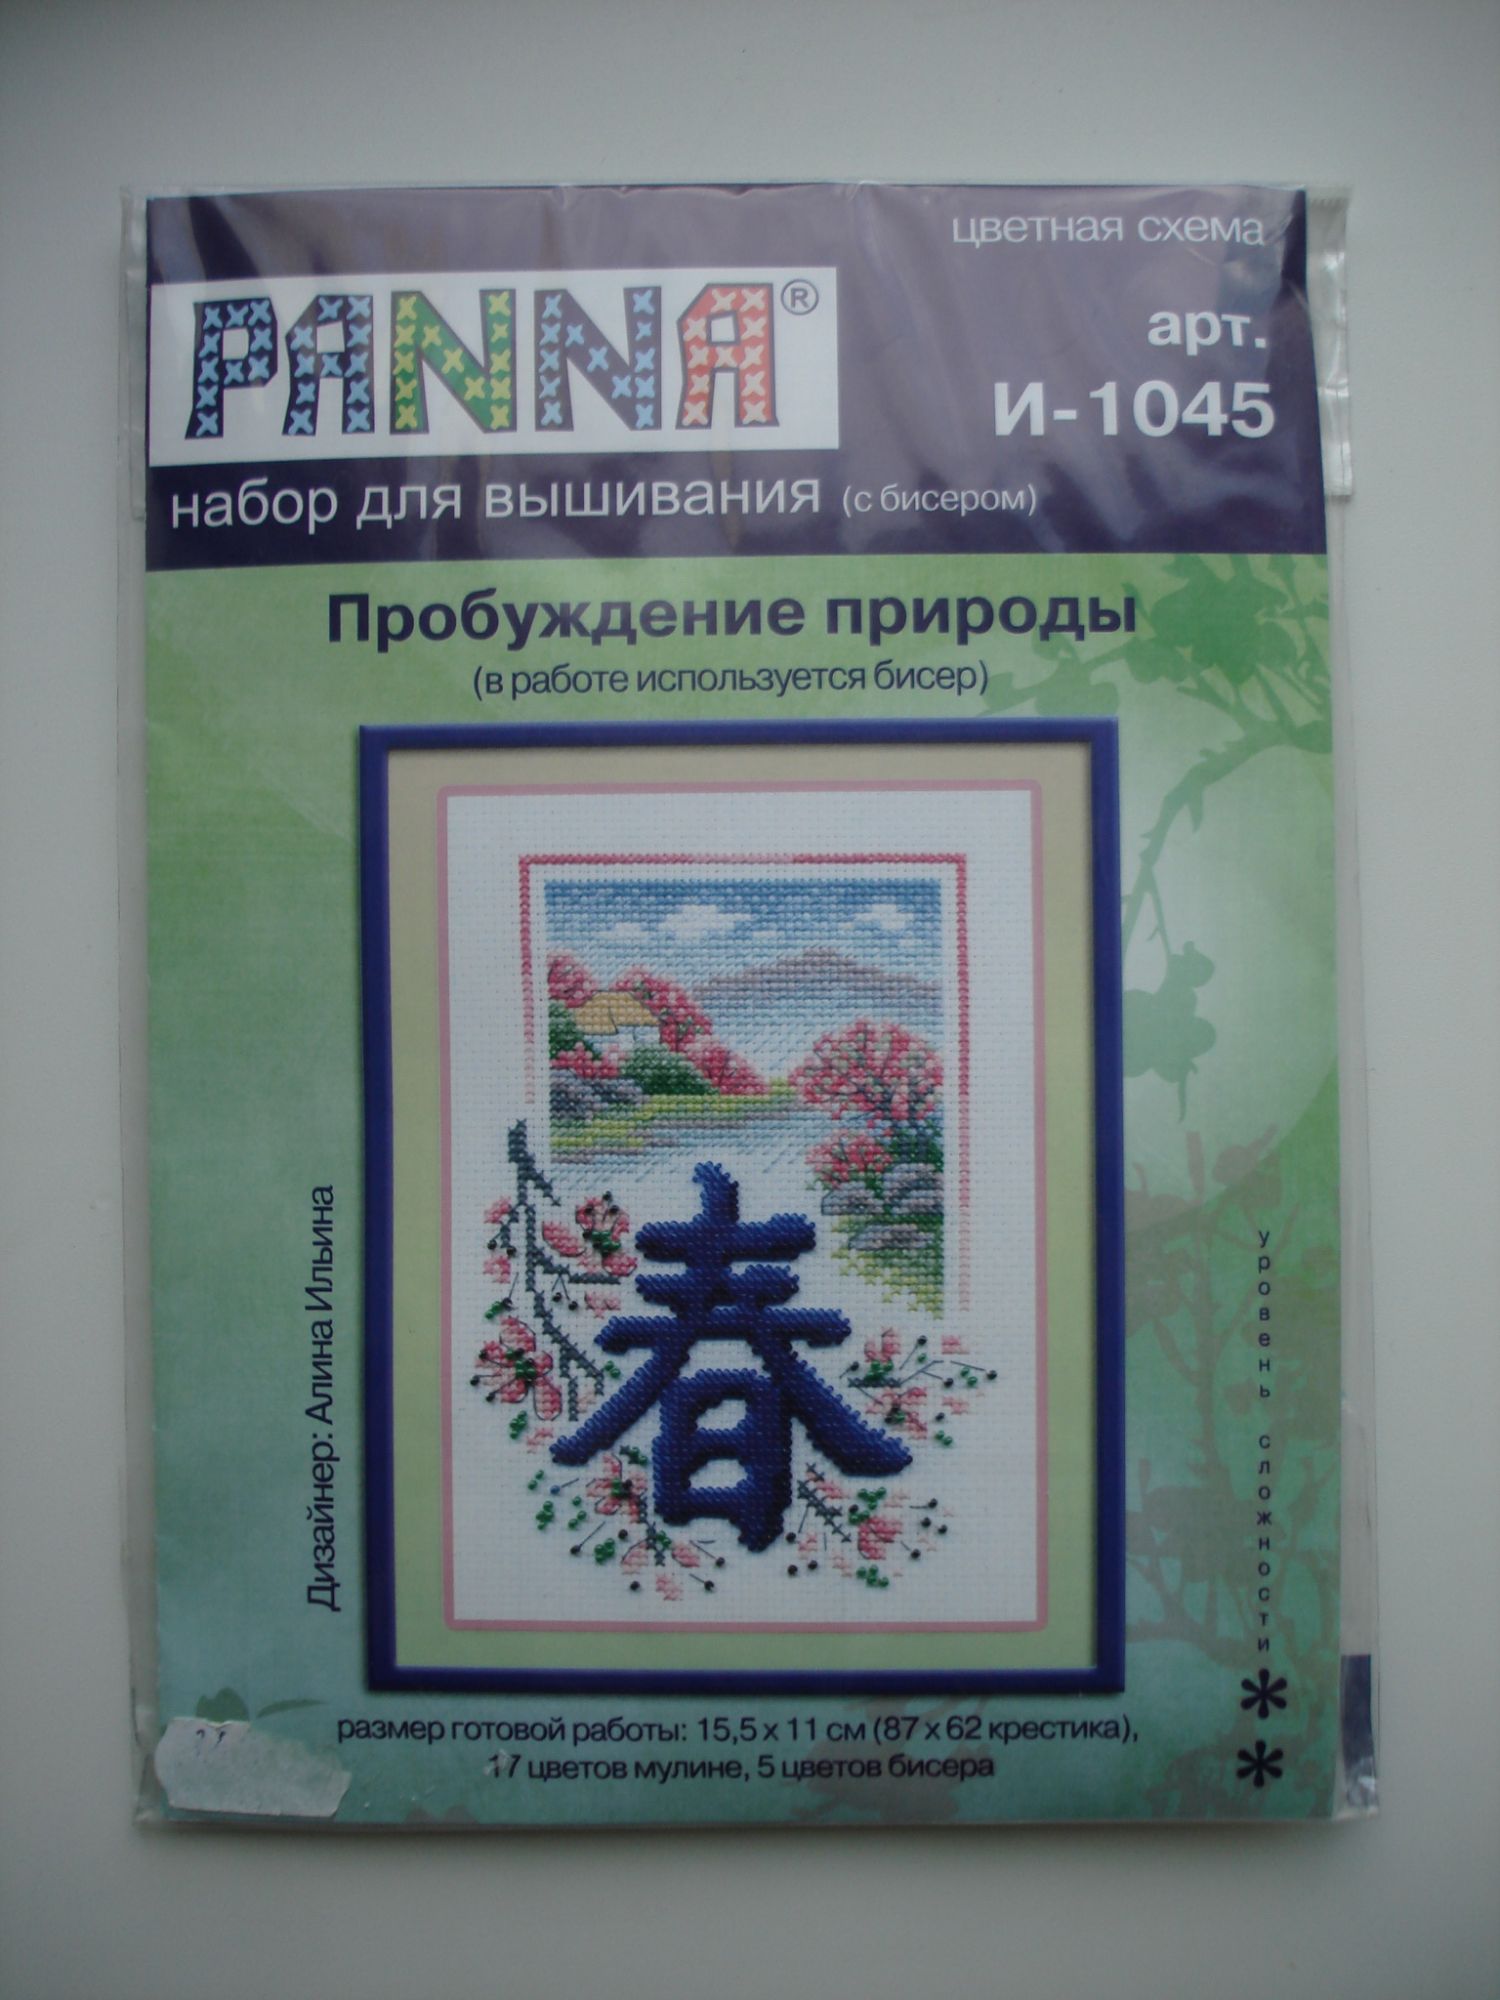 цветная схема
PANNA®
арт.
И-1045
набор для вышивания (с бисером)
Пробуждение природы
(в работе используется бисер)
春
Дизайнер: Алина Ильина
уровень сложности
**
размер готовой работы: 15,5 х 11 см (87 х 62 крестика),
17 цветов мулине, 5 цветов бисера